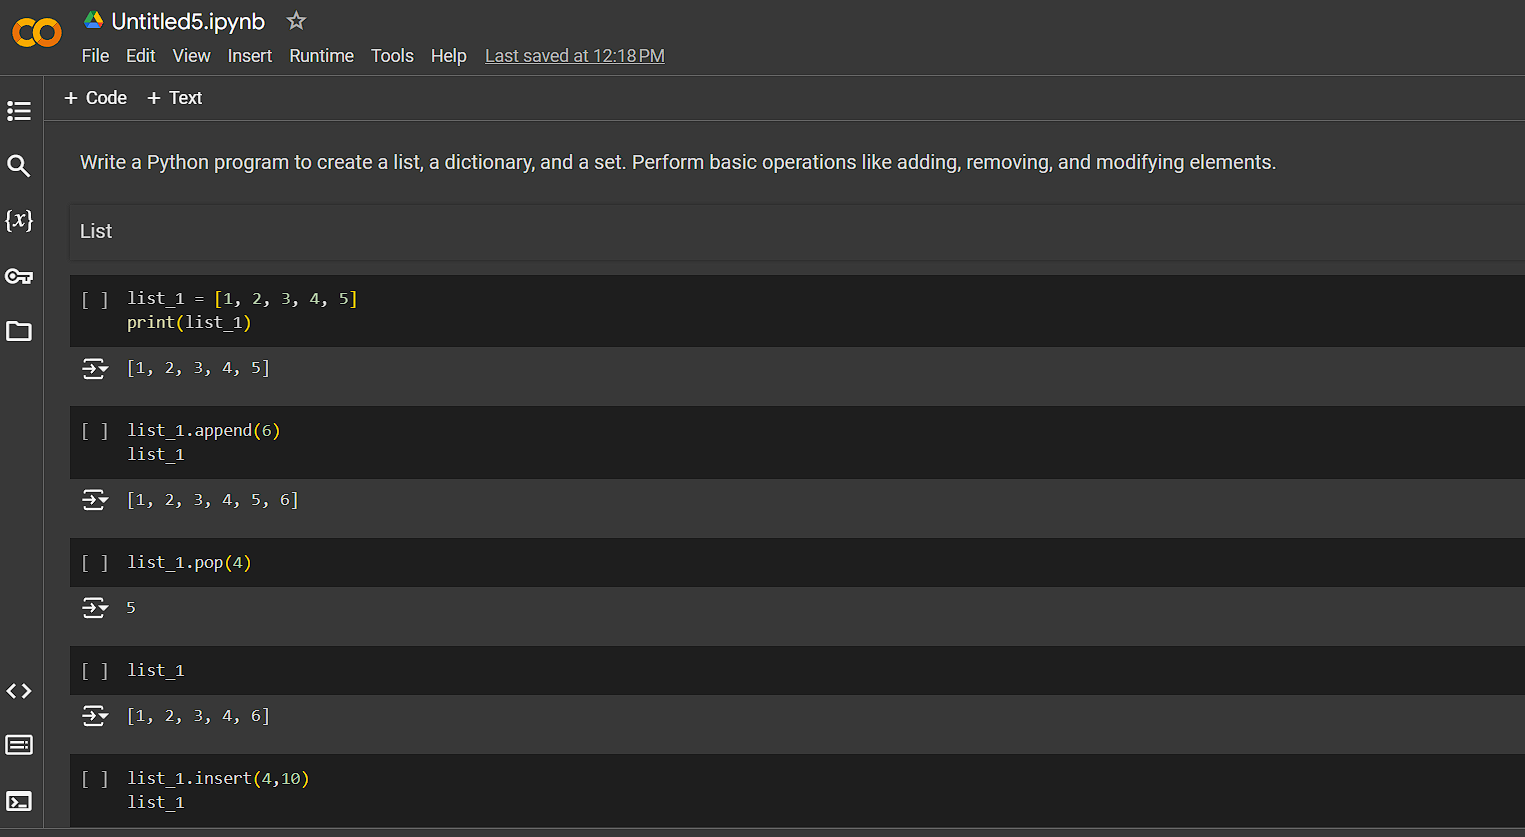 Untitled5.ipynb
File Edit View Insert Runtime Tools Help Last saved at 12:18 PM
+ Code + Text
Write a Python program to create a list, a dictionary, and a set. Perform basic operations like adding, removing, and modifying elements.
{x}
List
[ ] list_1 = [1, 2, 3, 4, 5]
print(list_1)
[1, 2, 3, 4, 5]
[ ] list_1.append(6)
list_1
[1, 2, 3, 4, 5, 6]
[ ] list_1.pop(4)
5
[ ] list_1
[1, 2, 3, 4, 6]
[ ] list_1.insert(4,10)
list_1